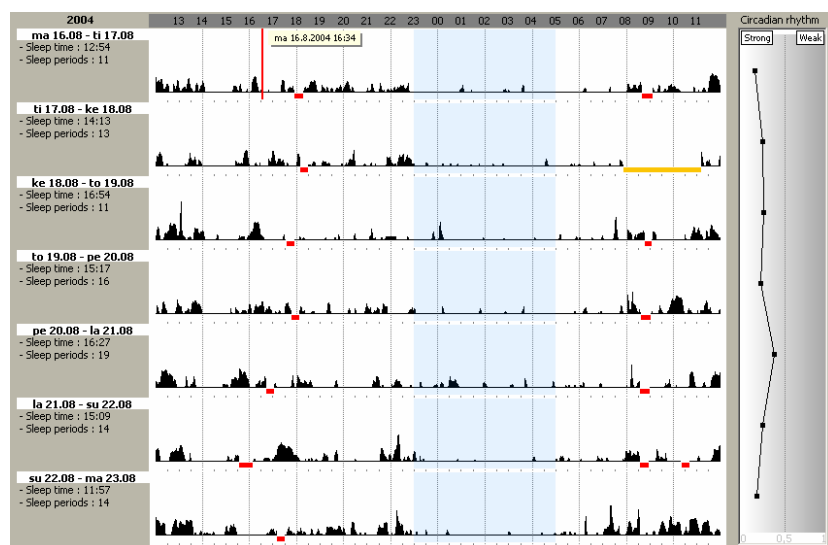 2004 13 14 15 16 17 18 19 20 21 22 23 00 01 02 03 04 05 06 07 08 09 10 11 Circadian rhythm
ma 16.08 - ti 17.08
- Sleep time : 12:54
- Sleep periods : 11
ma 16.8.2004 16:34
Strong Weak
ti 17.08 - ke 18.08
- Sleep time : 14:13
- Sleep periods : 13
ke 18.08 - to 19.08
- Sleep time : 16:54
- Sleep periods : 11
to 19.08 - pe 20.08
- Sleep time : 15:17
- Sleep periods : 16
pe 20.08 - la 21.08
- Sleep time : 16:27
- Sleep periods : 19
la 21.08 - su 22.08
- Sleep time : 15:09
- Sleep periods : 14
su 22.08 - ma 23.08
- Sleep time : 11:57
- Sleep periods : 14
0 0,5 1